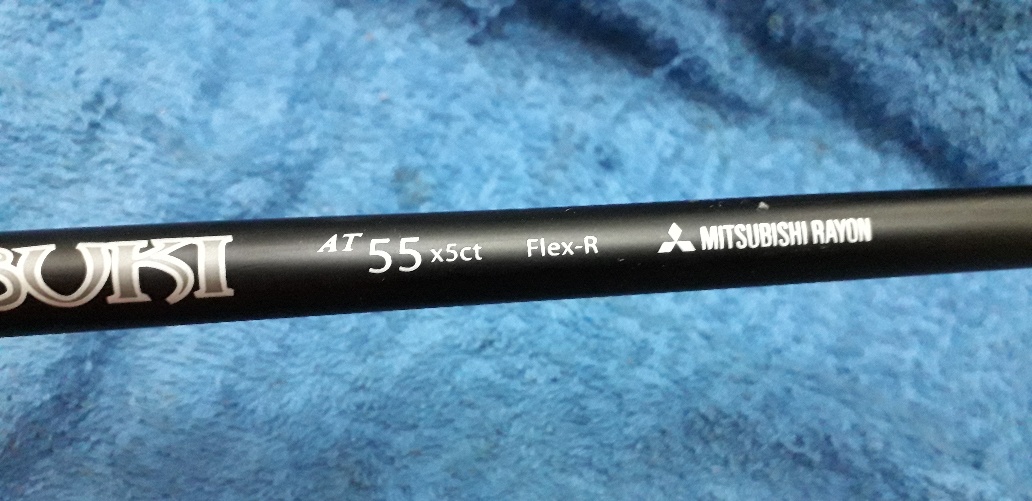 BUKI AT 55 x5ct Flex-R MITSUBISHI RAYON